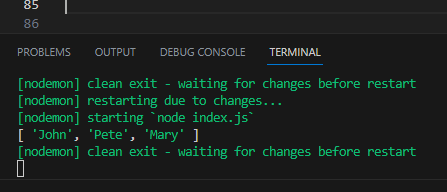 85
86
PROBLEMS OUTPUT DEBUG CONSOLE TERMINAL
[nodemon] clean exit - waiting for changes before restart
[nodemon] restarting due to changes...
[nodemon] starting `node index.js`
[ 'John', 'Pete', 'Mary' ]
[nodemon] clean exit - waiting for changes before restart